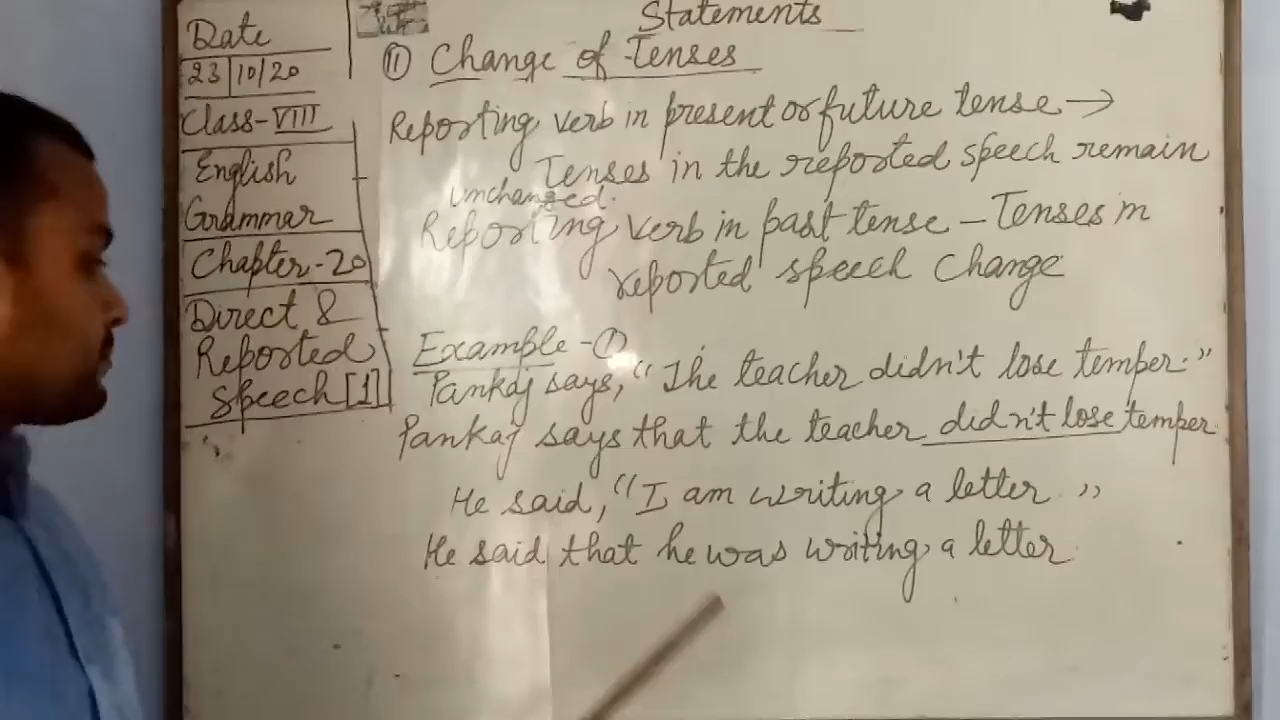 Date
23/10/20
Class-VIII
English
Grammar
Chapter-20
Direct &
Reported
Speech [1]
Statements
(ii) Change of Tenses
Reporting verb in present or future tense →
Tenses in the reported speech remain
unchanged.
Reporting verb in past tense - Tenses in
reported speech change
Example-①
Pankaj says, "The teacher didn't lose temper."
Pankaj says that the teacher didn't lose temper
He said, "I am writing a letter"
He said that he was writing a letter